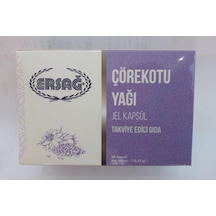 ERSAĞ
ÇÖREKOTU
YAĞI
JEL KAPSÜL
TAKVİYE EDİCİ GIDA